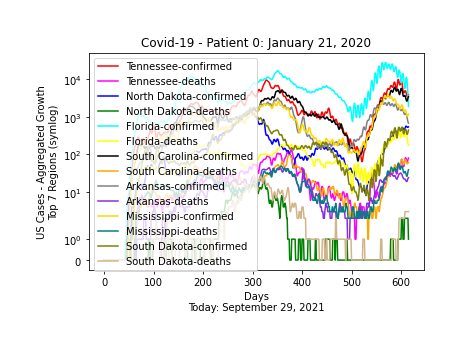 Covid-19 - Patient 0: January 21, 2020
US Cases - Aggregated Growth
Top 7 Regions (symlog)
10⁴
10³
10²
10¹
10⁰
0
Tennessee-confirmed
Tennessee-deaths
North Dakota-confirmed
North Dakota-deaths
Florida-confirmed
Florida-deaths
South Carolina-confirmed
South Carolina-deaths
Arkansas-confirmed
Arkansas-deaths
Mississippi-confirmed
Mississippi-deaths
South Dakota-confirmed
South Dakota-deaths
0 100 200 300 400 500 600
Days
Today: September 29, 2021